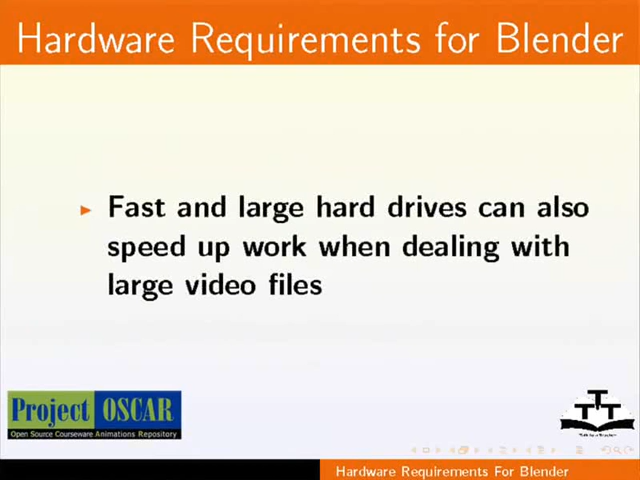 Hardware Requirements for Blender
Fast and large hard drives can also
speed up work when dealing with
large video files
Project OSCAR
Open Source Courseware Animations Repository
TTT
Hardware Requirements For Blender